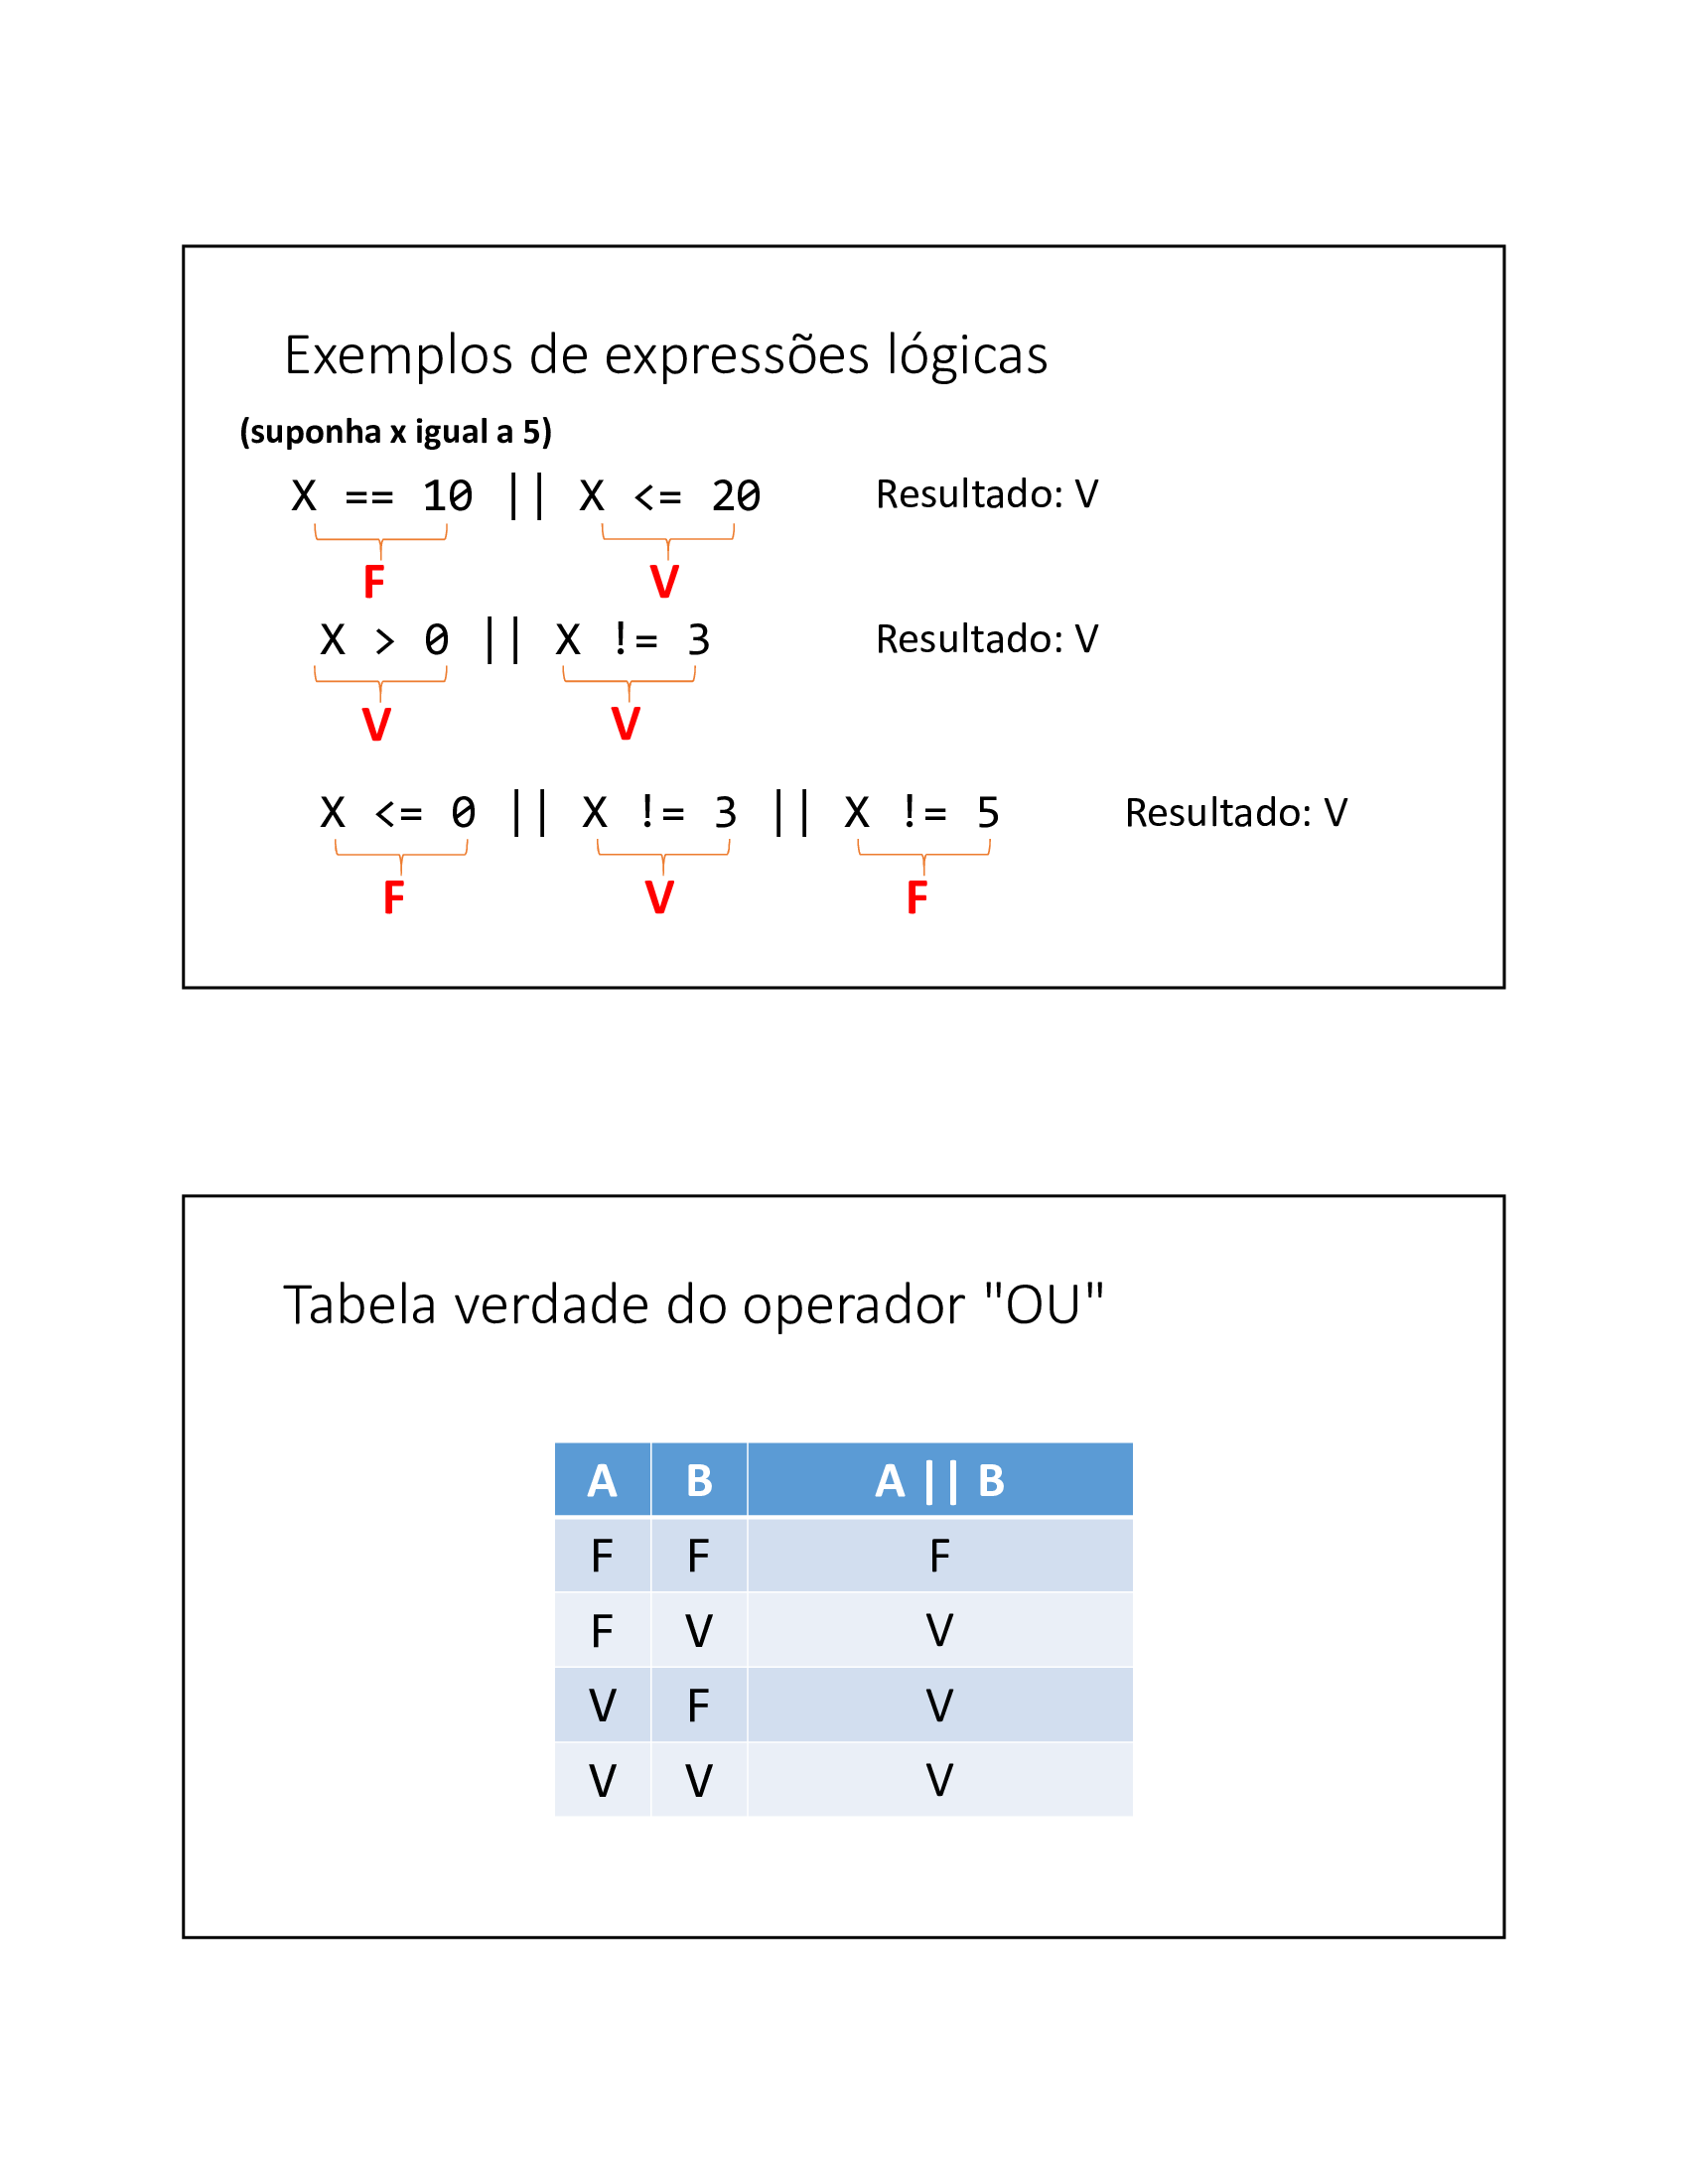 Exemplos de expressões lógicas
(suponha x igual a 5)
X == 10 || X <= 20 Resultado: V
F V
X > 0 || X != 3 Resultado: V
V V
X <= 0 || X != 3 || X != 5 Resultado: V
F V F
Tabela verdade do operador "OU"
A B A || B
F F F
F V V
V F V
V V V